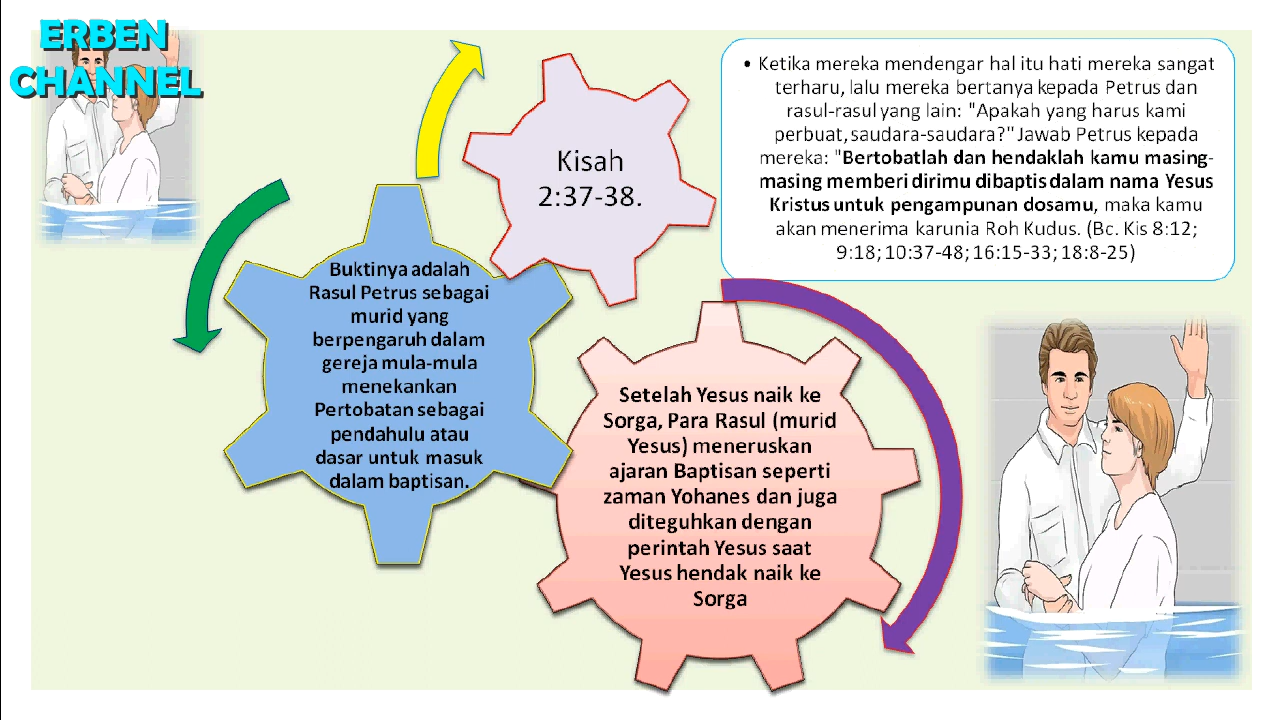 ERBEN
CHANNEL
Kisah
2:37-38.
• Ketika mereka mendengar hal itu hati mereka sangat
terharu, lalu mereka bertanya kepada Petrus dan
rasul-rasul yang lain: "Apakah yang harus kami
perbuat, saudara-saudara?" Jawab Petrus kepada
mereka: "Bertobatlah dan hendaklah kamu masing-
masing memberi dirimu dibaptis dalam nama Yesus
Kristus untuk pengampunan dosamu, maka kamu
akan menerima karunia Roh Kudus. (Bc. Kis 8:12;
9:18; 10:37-48; 16:15-33; 18:8-25)
Buktinya adalah
Rasul Petrus sebagai
murid yang
berpengaruh dalam
gereja mula-mula
menekankan
Pertobatan sebagai
pendahulu atau
dasar untuk masuk
dalam baptisan.
Setelah Yesus naik ke
Sorga, Para Rasul (murid
Yesus) meneruskan
ajaran Baptisan seperti
zaman Yohanes dan juga
diteguhkan dengan
perintah Yesus saat
Yesus hendak naik ke
Sorga